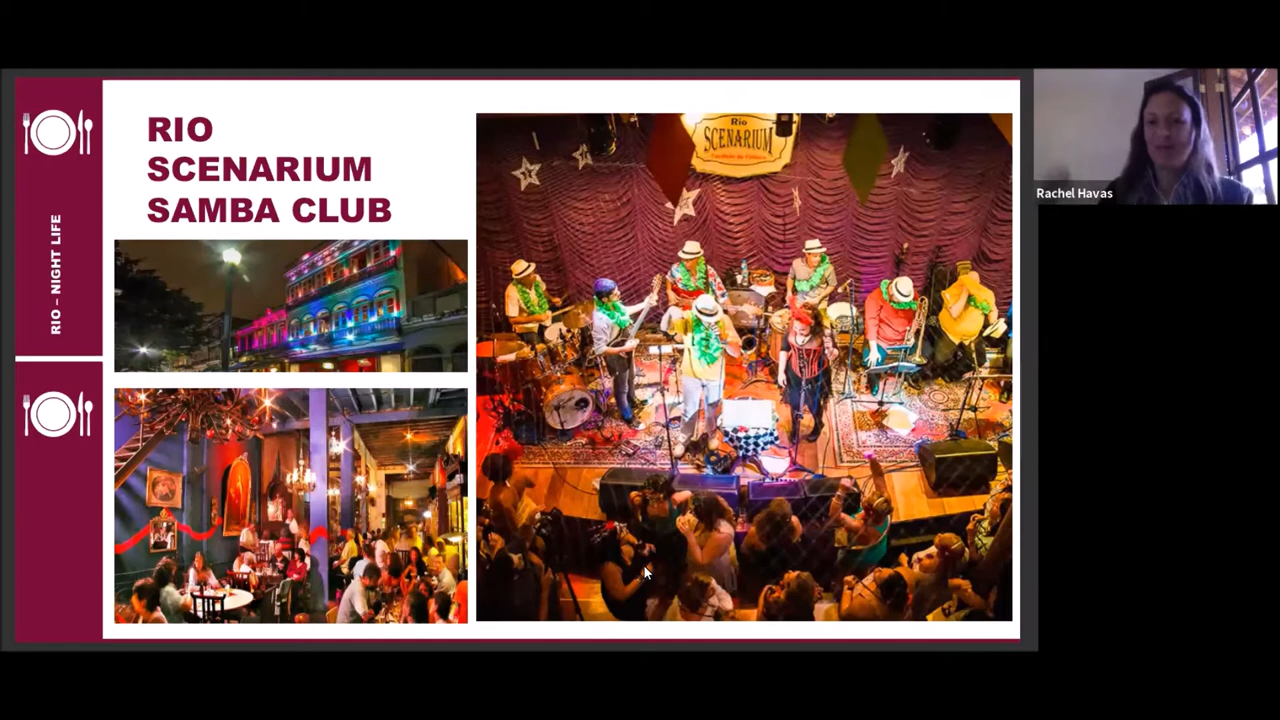 RIO
SCENARIUM
SAMBA CLUB
RIO – NIGHT LIFE
Rio
SCENARIUM
Rachel Havas